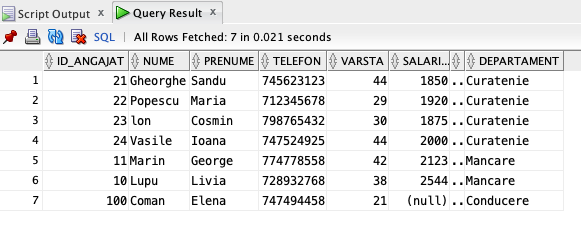 Script Output x Query Result x
SQL | All Rows Fetched: 7 in 0.021 seconds
ID_ANGAJAT NUME PRENUME TELEFON VARSTA SALARI... DEPARTAMENT
1 21 Gheorghe Sandu 745623123 44 1850 .. Curatenie
2 22 Popescu Maria 712345678 29 1920 .. Curatenie
3 23 lon Cosmin 798765432 30 1875 .. Curatenie
4 24 Vasile Ioana 747524925 44 2000 .. Curatenie
5 11 Marin George 774778558 42 2123 .. Mancare
6 10 Lupu Livia 728932768 38 2544 .. Mancare
7 100 Coman Elena 747494458 21 (null) .. Conducere